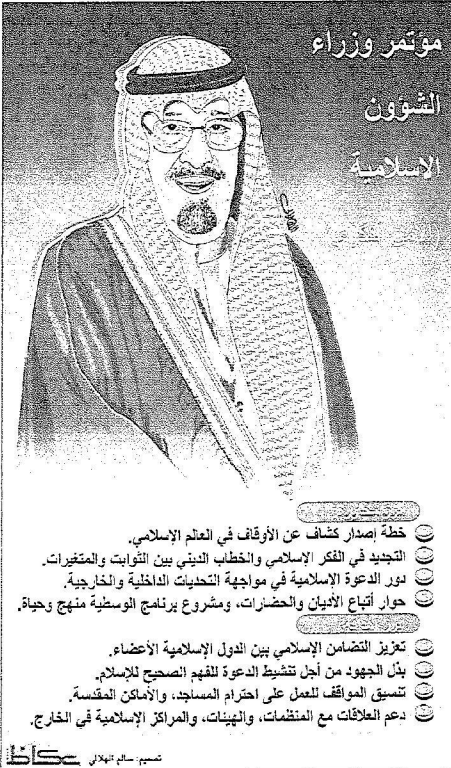 مؤتمر وزراء
الشؤون
الإسلامية
خطة إصدار كشاف عن الأوقاف في العالم الإسلامي.
التجديد في الفكر الإسلامي والخطاب الديني بين الثوابت والمتغيرات.
دور الدعوة الإسلامية في مواجهة التحديات الداخلية والخارجية.
حوار أتباع الأديان والحضارات، ومشروع برنامج الوسطية منهج وحياة.
تعزيز التضامن الإسلامي بين الدول الإسلامية الأعضاء.
بذل الجهود من أجل تنشيط الدعوة للفهم الصحيح للإسلام.
تنسيق المواقف للعمل على احترام المساجد، والأماكن المقدسة.
دعم العلاقات مع المنظمات، والهيئات، والمراكز الإسلامية في الخارج.
تصميم: سالم الهلالي عكاظ